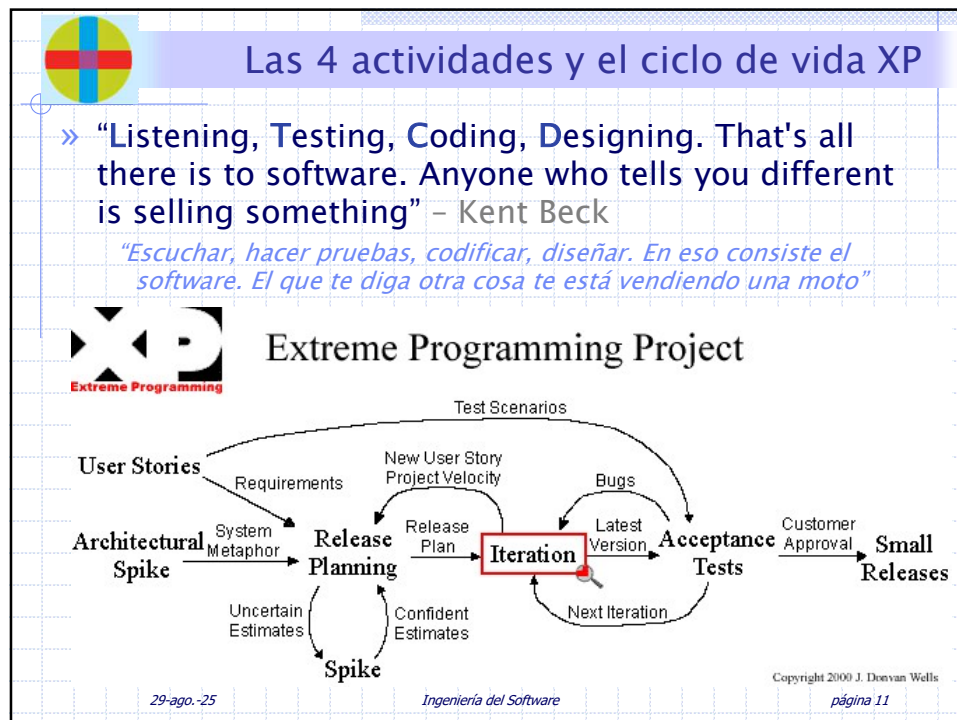 Las 4 actividades y el ciclo de vida XP
» “Listening, Testing, Coding, Designing. That's all
there is to software. Anyone who tells you different
is selling something” – Kent Beck
“Escuchar, hacer pruebas, codificar, diseñar. En eso consiste el
software. El que te diga otra cosa te está vendiendo una moto”
XP
Extreme Programming
Extreme Programming Project
Test Scenarios
User Stories
Requirements
New User Story
Project Velocity
Bugs
Architectural
Spike
System
Metaphor
Release
Planning
Release
Plan
Iteration
Latest
Version
Acceptance
Tests
Customer
Approval
Small
Releases
Uncertain
Estimates
Confident
Estimates
Next Iteration
Spike
Copyright 2000 J. Donvan Wells
29-ago.-25
Ingeniería del Software
página 11